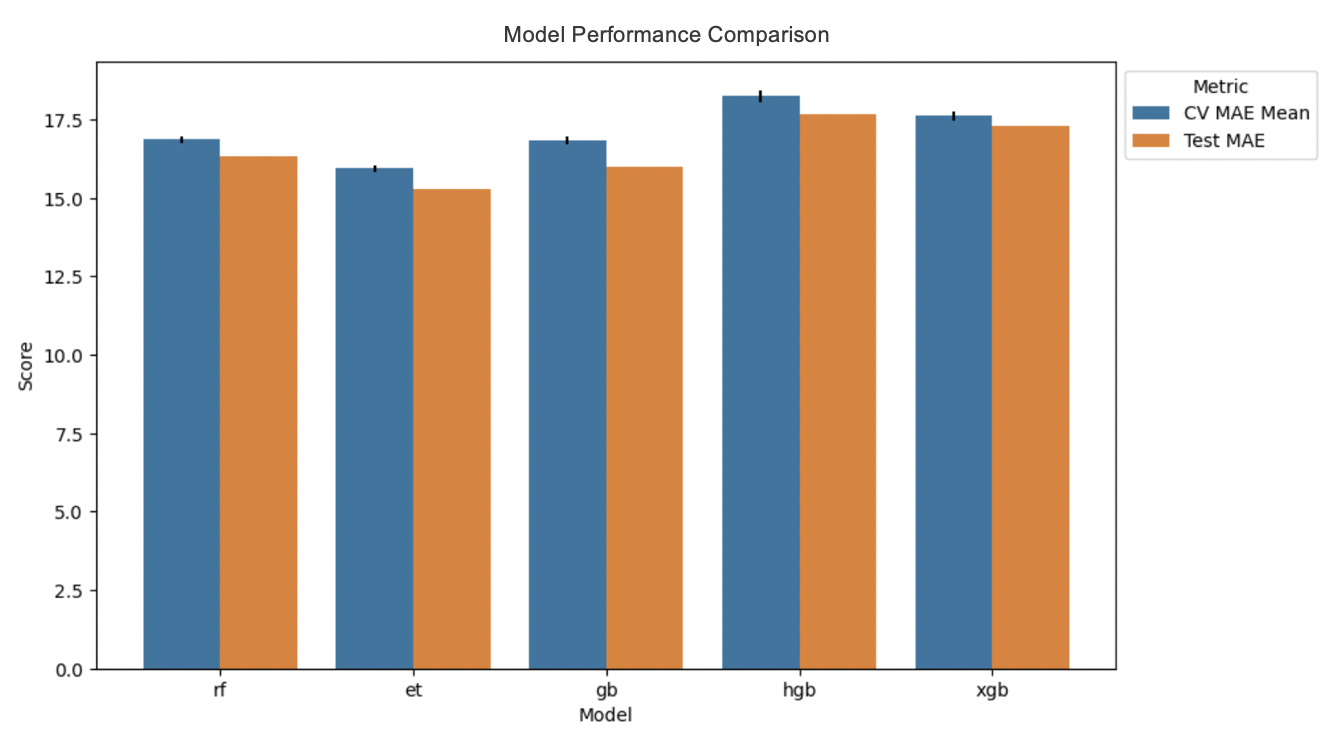 Model Performance Comparison
Metric
CV MAE Mean
Test MAE
Score
17.5
15.0
12.5
10.0
7.5
5.0
2.5
0.0
rf et gb hgb xgb
Model